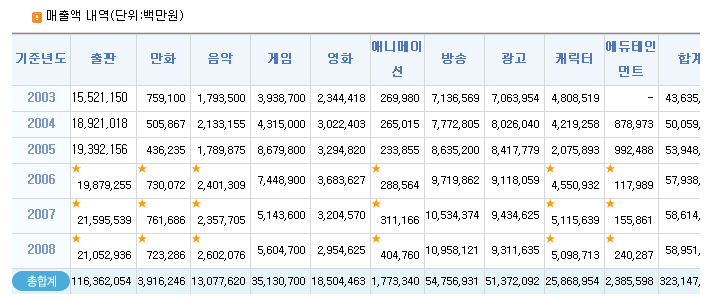 매출액 내역(단위:백만원)
기준년도 출판 만화 음악 게임 영화 애니메이션 방송 광고 캐릭터 에듀테인먼트 합계
2003 15,521,150 759,100 1,793,500 3,938,700 2,344,418 269,980 7,136,569 7,063,954 4,808,519 – 43,635,
2004 18,921,018 505,867 2,133,155 4,315,000 3,022,403 265,015 7,772,805 8,026,040 4,219,258 878,973 50,059,
2005 19,392,156 436,235 1,789,875 8,679,800 3,294,820 233,855 8,635,200 8,417,779 2,075,893 992,488 53,948,
2006 ★ 19,879,255 ★ 730,072 ★ 2,401,309 7,448,900 3,683,627 ★ 288,564 9,719,862 9,118,059 ★ 4,550,932 ★ 117,989 57,938,
2007 ★ 21,595,539 ★ 761,686 ★ 2,357,705 5,143,600 3,204,570 ★ 311,166 10,534,374 9,434,625 ★ 5,115,639 ★ 155,861 58,614,
2008 ★ 21,052,936 ★ 723,286 ★ 2,602,076 5,604,700 2,954,625 ★ 404,760 10,958,121 9,311,635 ★ 5,098,713 ★ 240,287 58,951,
총합계 116,362,054 3,916,246 13,077,620 35,130,700 18,504,463 1,773,340 54,756,931 51,372,092 25,868,954 2,385,598 323,147,